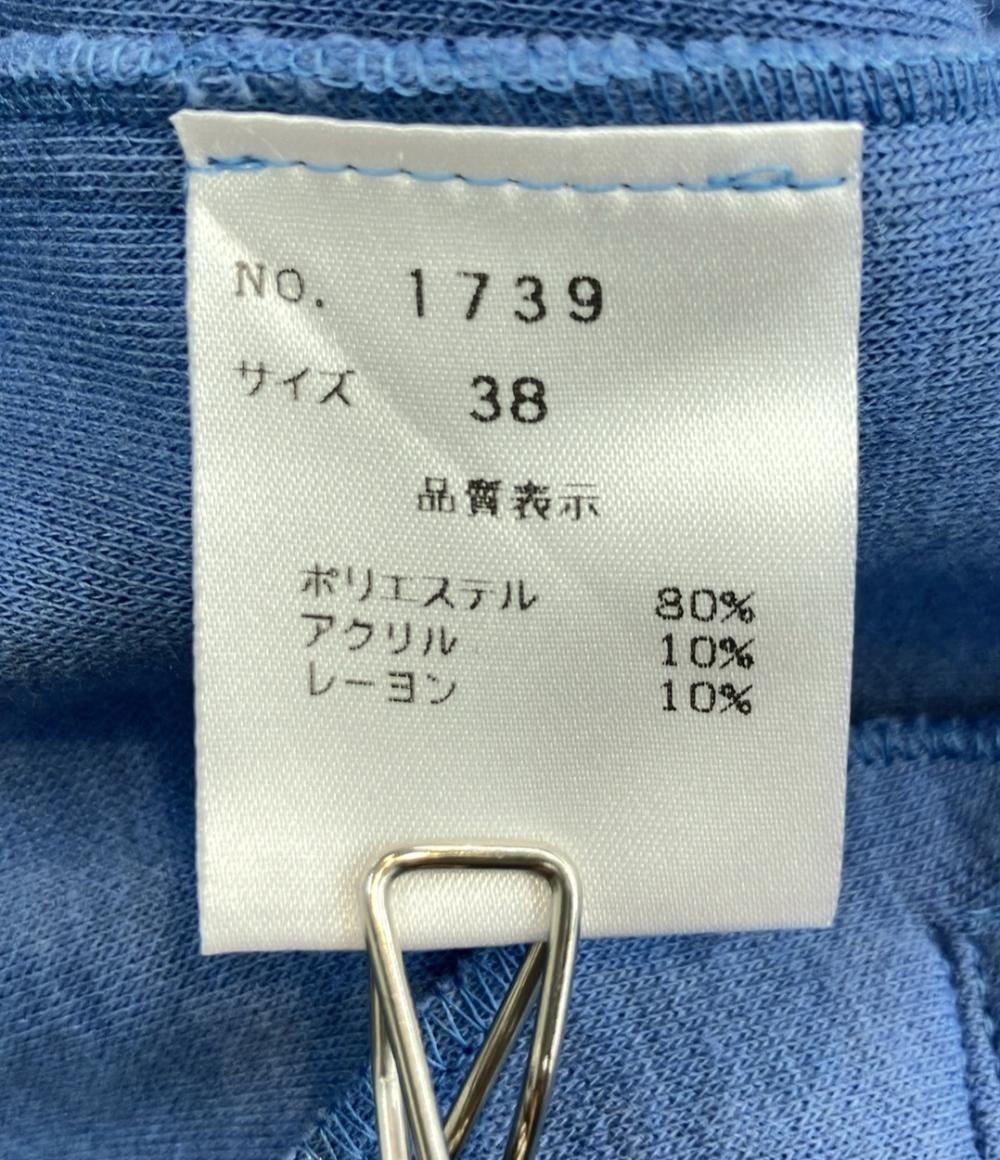 NO. 1739
サイズ 38
品質表示
ポリエステル 80%
アクリル 10%
レーヨン 10%